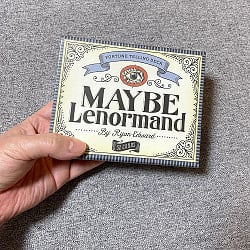 FORTUNE TELLING DECK
MAYBE
Lenormand
By Ryan Edward